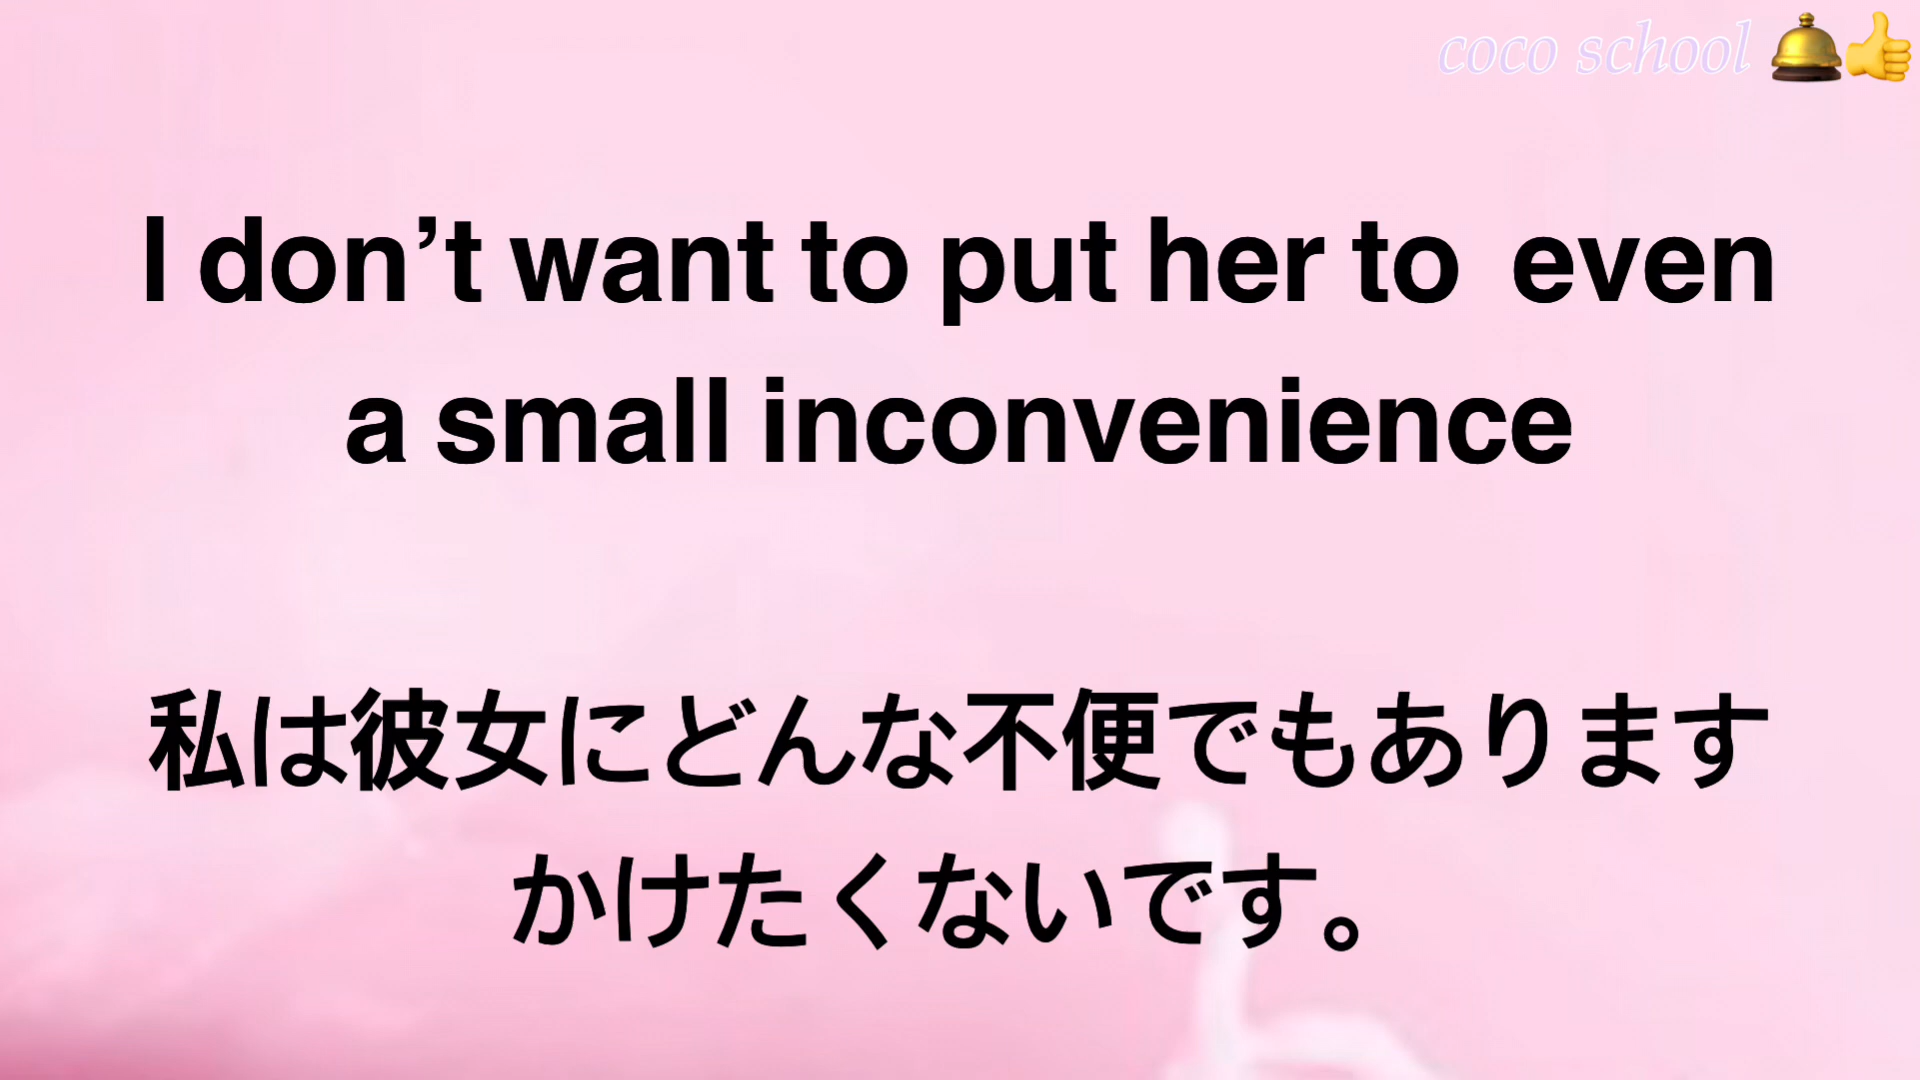 coco school 🛎️👍
I don’t want to put her to  even
a small inconvenience
私は彼女にどんな不便でもあります
かけたくないです。